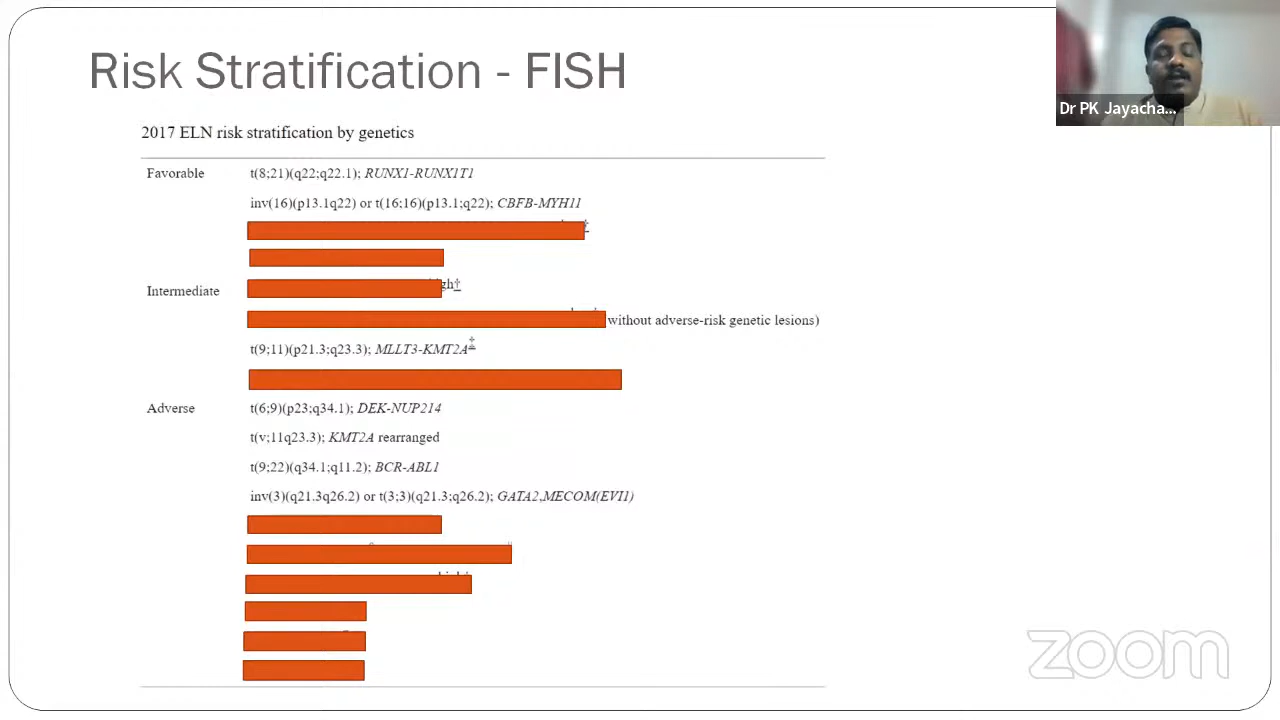 Risk Stratification - FISH
Dr PK Jayacha...
2017 ELN risk stratification by genetics
Favorable t(8;21)(q22;q22.1); RUNX1-RUNX1T1
inv(16)(p13.1q22) or t(16;16)(p13.1;q22); CBFB-MYH11
‡
Intermediate gh†
without adverse-risk genetic lesions)
t(9;11)(p21.3;q23.3); MLLT3-KMT2A‡
Adverse t(6;9)(p23;q34.1); DEK-NUP214
t(v;11q23.3); KMT2A rearranged
t(9;22)(q34.1;q11.2); BCR-ABL1
inv(3)(q21.3q26.2) or t(3;3)(q21.3;q26.2); GATA2,MECOM(EVI1)
zoom